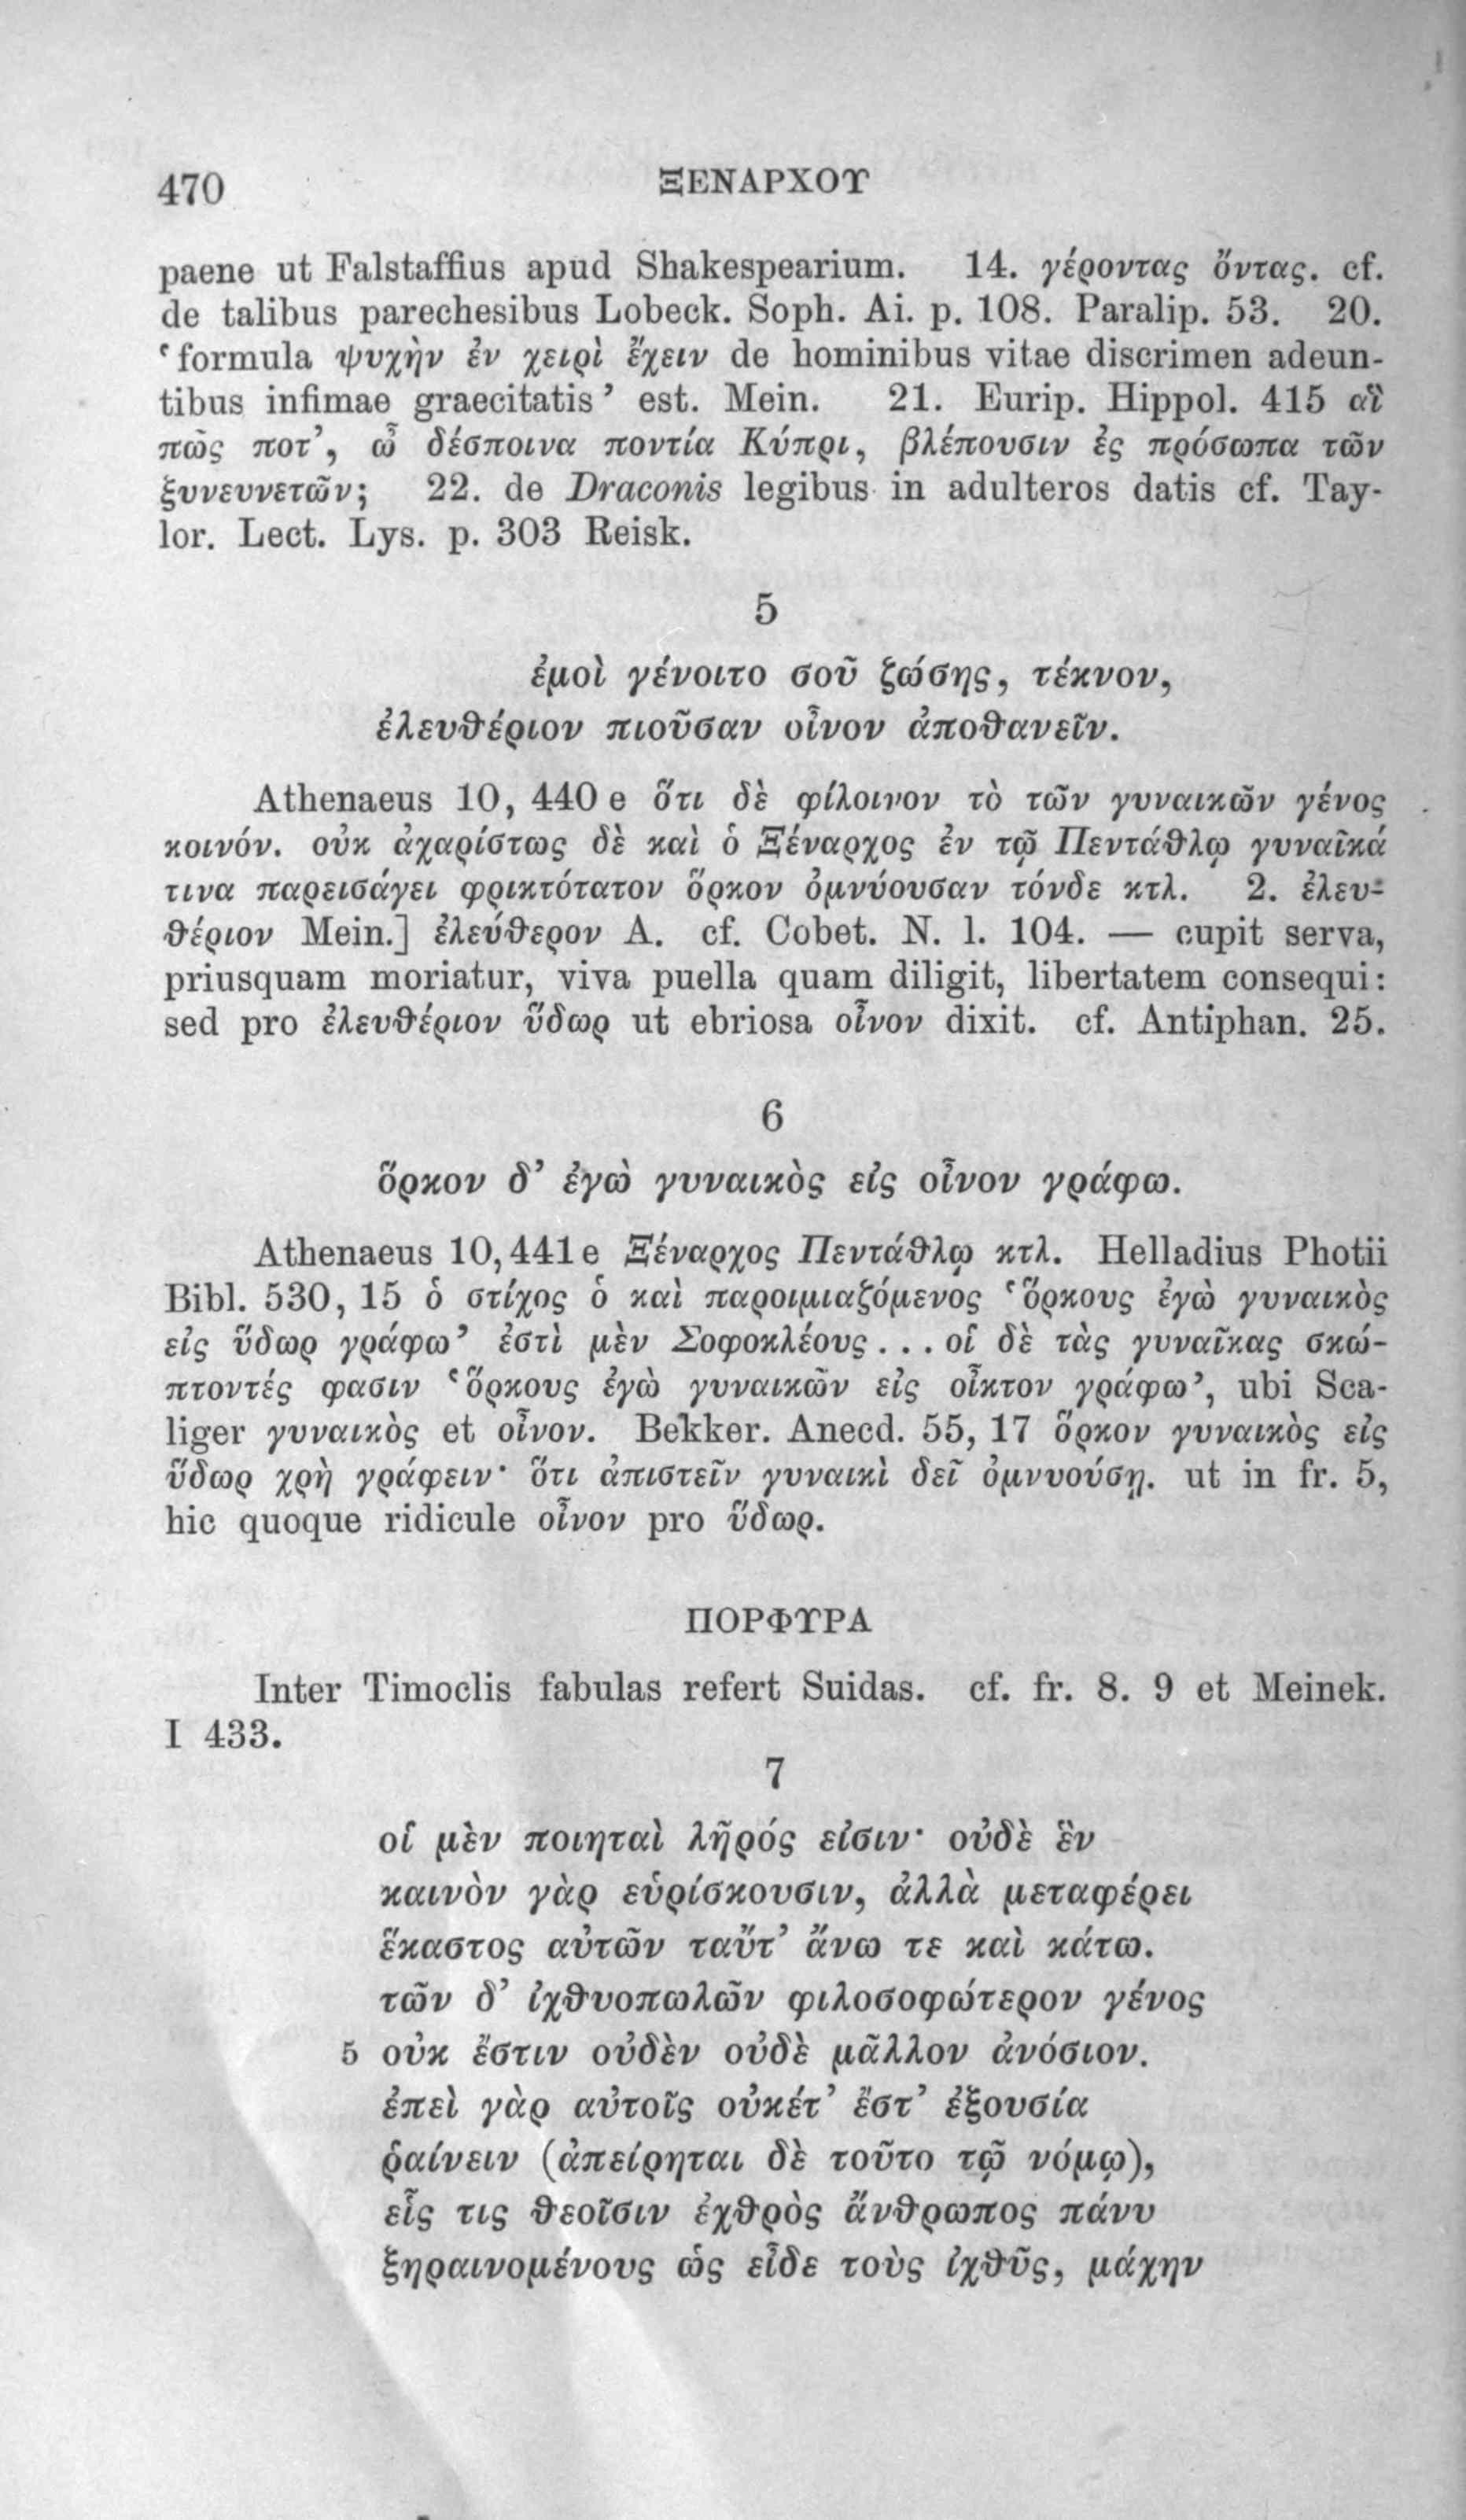 470
ΞΕΝΑΡΧΟΥ
paene ut Falstaffius apud Shakespearium. 14. γέροντας ὄντας. cf.
de talibus parechesibus Lobeck. Soph. Ai. p. 108. Paralip. 53. 20.
‘formula ψυχὴν ἐν χειρὶ ἔχειν de hominibus vitae discrimen adeun-
tibus infimae graecitatis’ est. Mein. 21. Eurip. Hippol. 415 αἳ
πῶς ποτ’, ὦ δέσποινα ποντία Κύπρι, βλέπουσιν ἐς πρόσωπα τῶν
ξυνευνετῶν; 22. de Draconis legibus in adulteros datis cf. Tay-
lor. Lect. Lys. p. 303 Reisk.
5
ἐμοὶ γένοιτο σοῦ ζώσης, τέκνον,
ἐλευθέριον πιοῦσαν οἶνον ἀποθανεῖν.
Athenaeus 10, 440 e ὅτι δὲ φίλοινον τὸ τῶν γυναικῶν γένος
κοινόν. οὐκ ἀχαρίστως δὲ καὶ ὁ Ξέναρχος ἐν τῷ Πεντάθλῳ γυναῖκά
τινα παρεισάγει φρικτότατον ὅρκον ὀμνύουσαν τόνδε κτλ. 2. ἐλευ-
θέριον Mein.] ἐλεύθερον A. cf. Cobet. N. l. 104. — cupit serva,
priusquam moriatur, viva puella quam diligit, libertatem consequi:
sed pro ἐλευθέριον ὕδωρ ut ebriosa οἶνον dixit. cf. Antiphan. 25.
6
ὅρκον δ’ ἐγὼ γυναικὸς εἰς οἶνον γράφω.
Athenaeus 10, 441 e Ξέναρχος Πεντάθλῳ κτλ. Helladius Photii
Bibl. 530, 15 ὁ στίχος ὁ καὶ παροιμιαζόμενος ‘ὅρκους ἐγὼ γυναικὸς
εἰς ὕδωρ γράφω’ ἐστὶ μὲν Σοφοκλέους... οἱ δὲ τὰς γυναῖκας σκώ-
πτοντές φασιν ‘ὅρκους ἐγὼ γυναικῶν εἰς οἶκτον γράφω’, ubi Sca-
liger γυναικὸς et οἶνον. Bekker. Anecd. 55, 17 ὅρκον γυναικὸς εἰς
ὕδωρ χρὴ γράφειν· ὅτι ἀπιστεῖν γυναικὶ δεῖ ὀμνυούσῃ. ut in fr. 5,
hic quoque ridicule οἶνον pro ὕδωρ.
ΠΟΡΦΥΡΑ
Inter Timoclis fabulas refert Suidas. cf. fr. 8. 9 et Meinek.
I 433.
7
οἱ μὲν ποιηταὶ λῆρός εἰσιν· οὐδὲ ἓν
καινὸν γὰρ εὑρίσκουσιν, ἀλλὰ μεταφέρει
ἕκαστος αὐτῶν ταὔτ’ ἄνω τε καὶ κάτω.
τῶν δ’ ἰχθυοπωλῶν φιλοσοφώτερον γένος
5 οὐκ ἔστιν οὐδὲν οὐδὲ μᾶλλον ἀνόσιον.
ἐπεὶ γὰρ αὐτοῖς οὐκέτ’ ἔστ’ ἐξουσία
ῥαίνειν (ἀπείρηται δὲ τοῦτο τῷ νόμῳ),
εἷς τις θεοῖσιν ἐχθρὸς ἄνθρωπος πάνυ
ξηραινομένους ὡς εἶδε τοὺς ἰχθῦς, μάχην